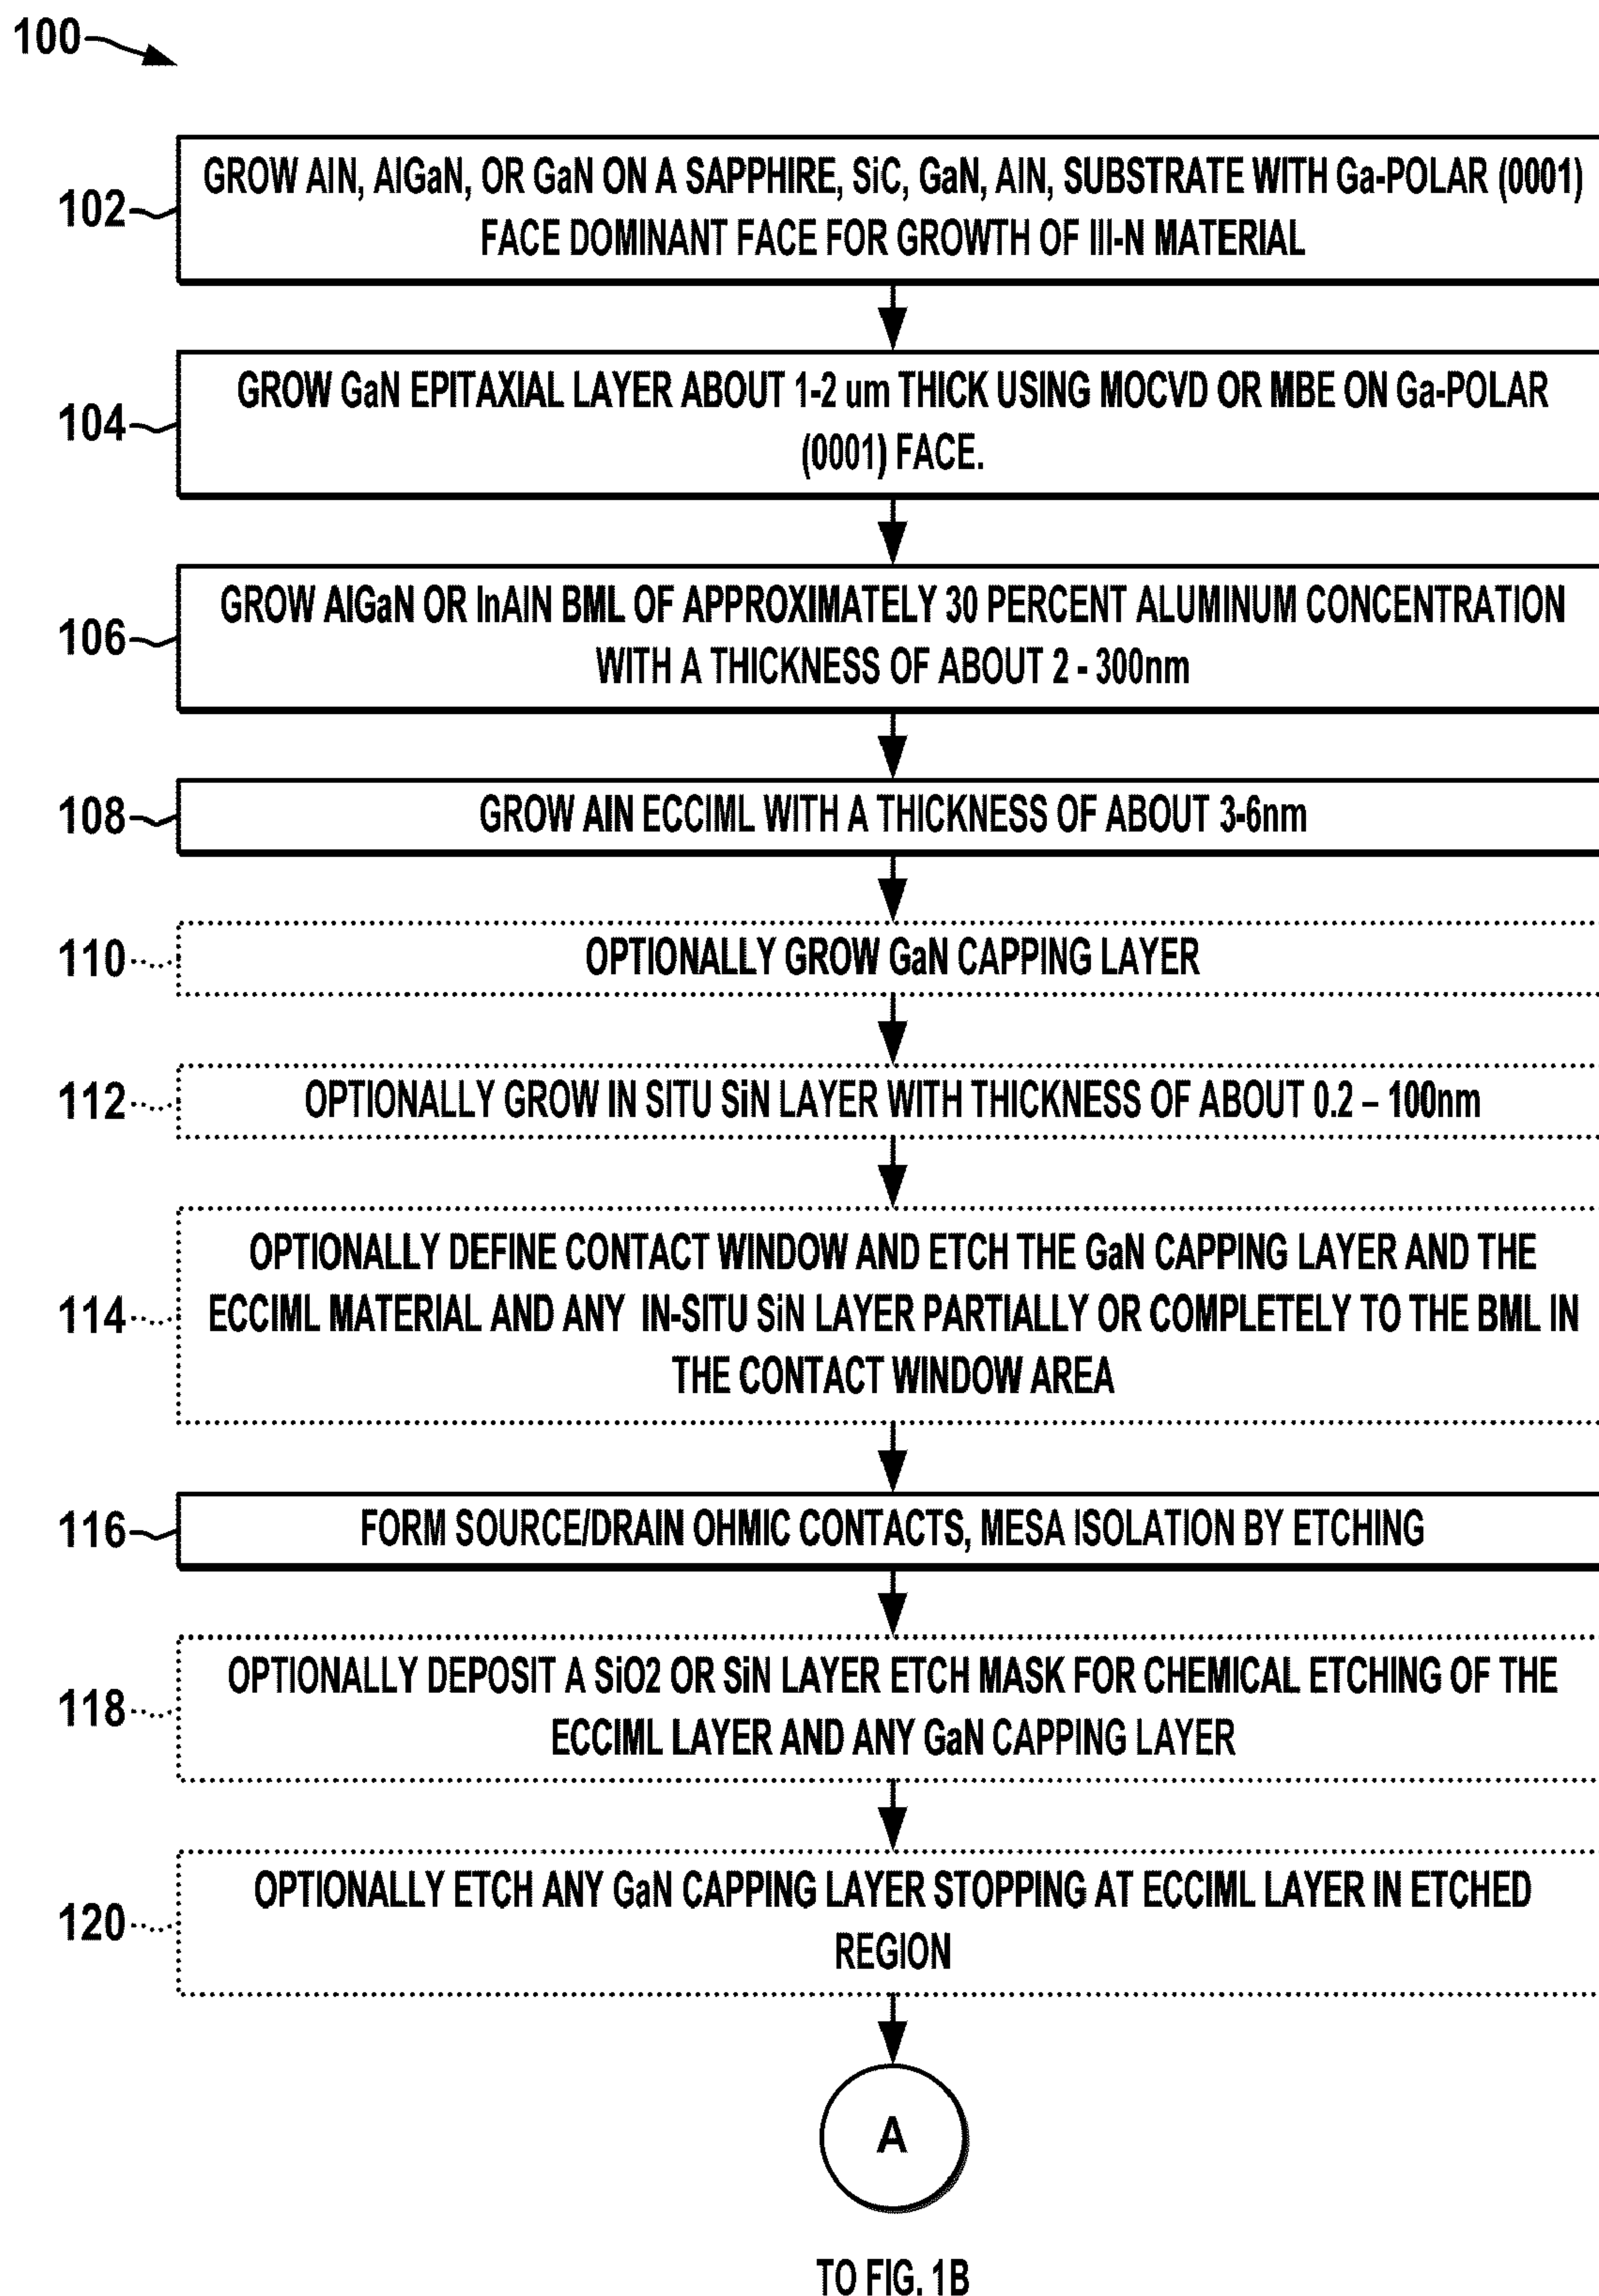 100
102
GROW AlN, AlGaN, OR GaN ON A SAPPHIRE, SiC, GaN, AlN, SUBSTRATE WITH Ga-POLAR (0001)
FACE DOMINANT FACE FOR GROWTH OF III-N MATERIAL
104
GROW GaN EPITAXIAL LAYER ABOUT 1-2 um THICK USING MOCVD OR MBE ON Ga-POLAR
(0001) FACE.
106
GROW AlGaN OR InAlN BML OF APPROXIMATELY 30 PERCENT ALUMINUM CONCENTRATION
WITH A THICKNESS OF ABOUT 2 - 300nm
108
GROW AlN ECCIML WITH A THICKNESS OF ABOUT 3-6nm
110
OPTIONALLY GROW GaN CAPPING LAYER
112
OPTIONALLY GROW IN SITU SiN LAYER WITH THICKNESS OF ABOUT 0.2 – 100nm
114
OPTIONALLY DEFINE CONTACT WINDOW AND ETCH THE GaN CAPPING LAYER AND THE
ECCIML MATERIAL AND ANY IN-SITU SiN LAYER PARTIALLY OR COMPLETELY TO THE BML IN
THE CONTACT WINDOW AREA
116
FORM SOURCE/DRAIN OHMIC CONTACTS, MESA ISOLATION BY ETCHING
118
OPTIONALLY DEPOSIT A SiO2 OR SiN LAYER ETCH MASK FOR CHEMICAL ETCHING OF THE
ECCIML LAYER AND ANY GaN CAPPING LAYER
120
OPTIONALLY ETCH ANY GaN CAPPING LAYER STOPPING AT ECCIML LAYER IN ETCHED
REGION
A
TO FIG. 1B